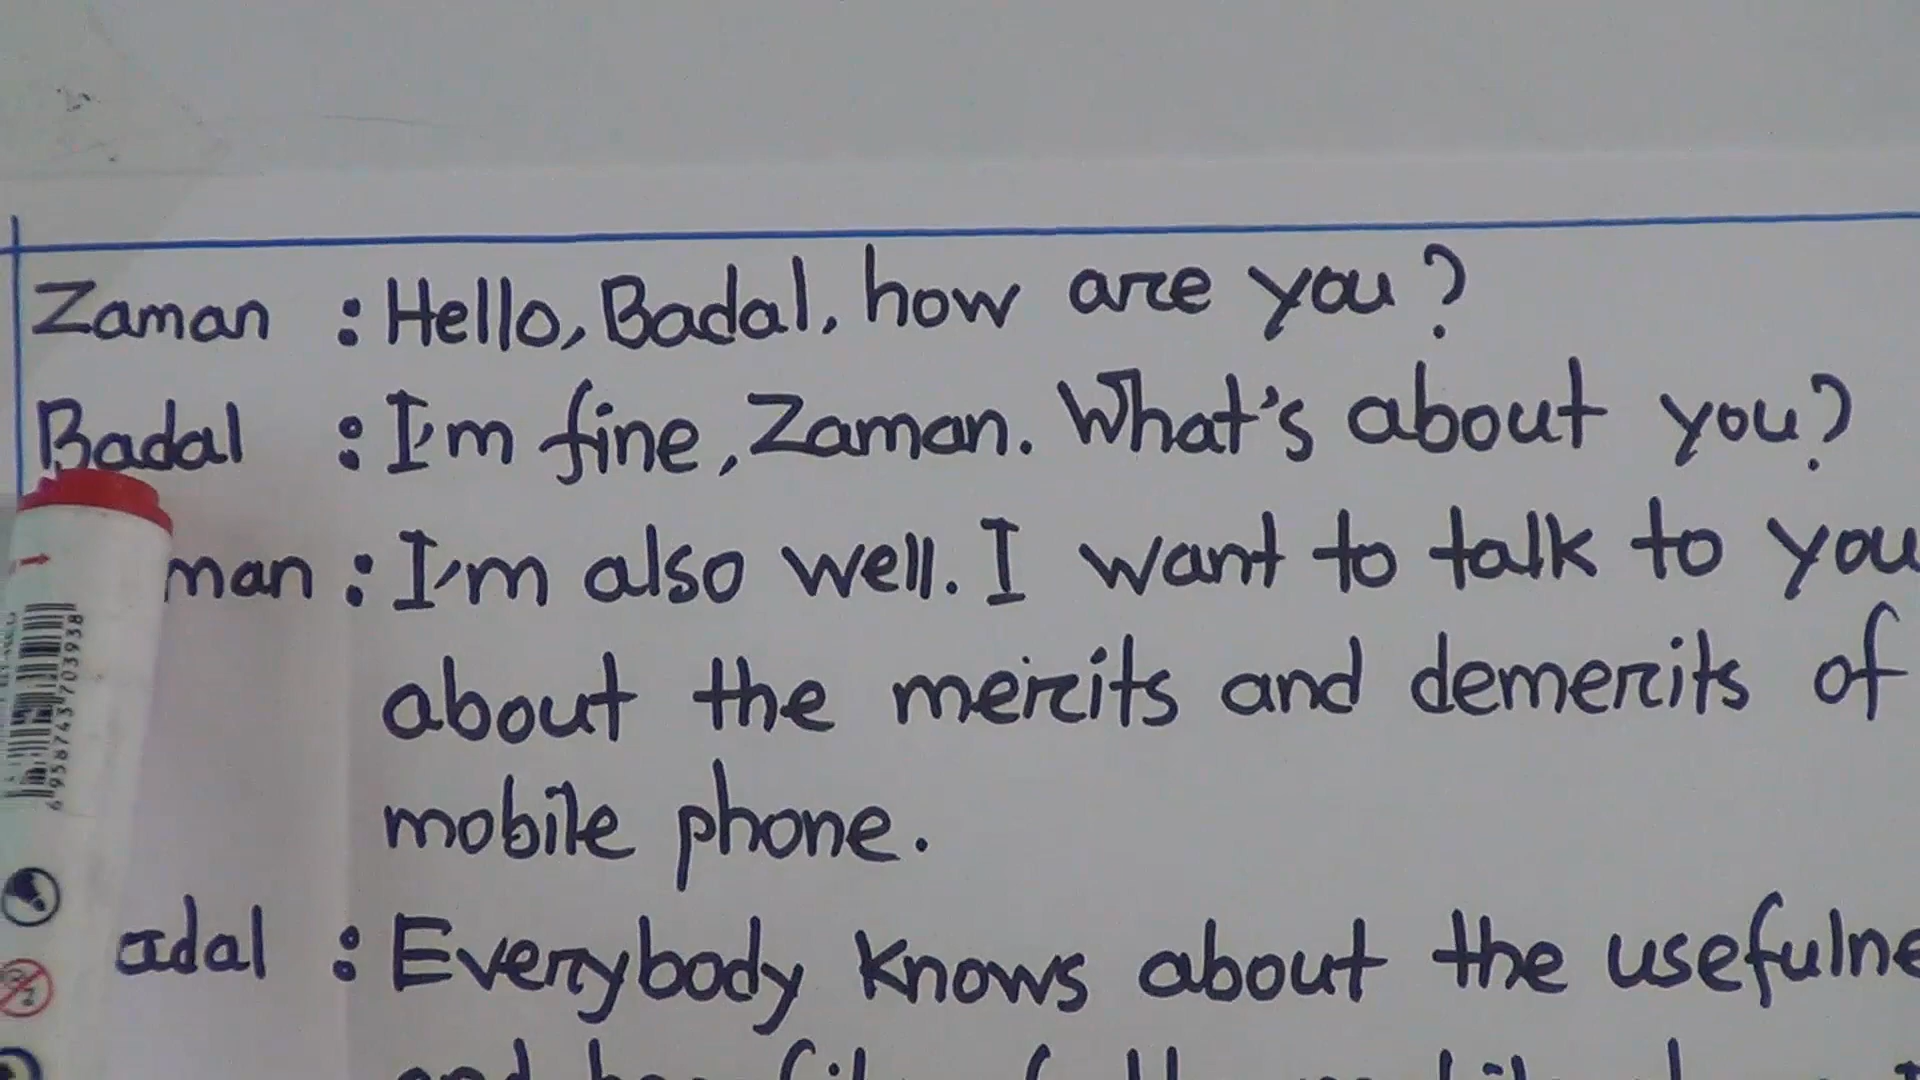 Zaman : Hello, Badal, how are you?
Badal : I'm fine, Zaman. What's about you?
man : I'm also well. I want to talk to you
about the merits and demerits of
mobile phone.
adal : Everybody knows about the usefulne
6958743703938